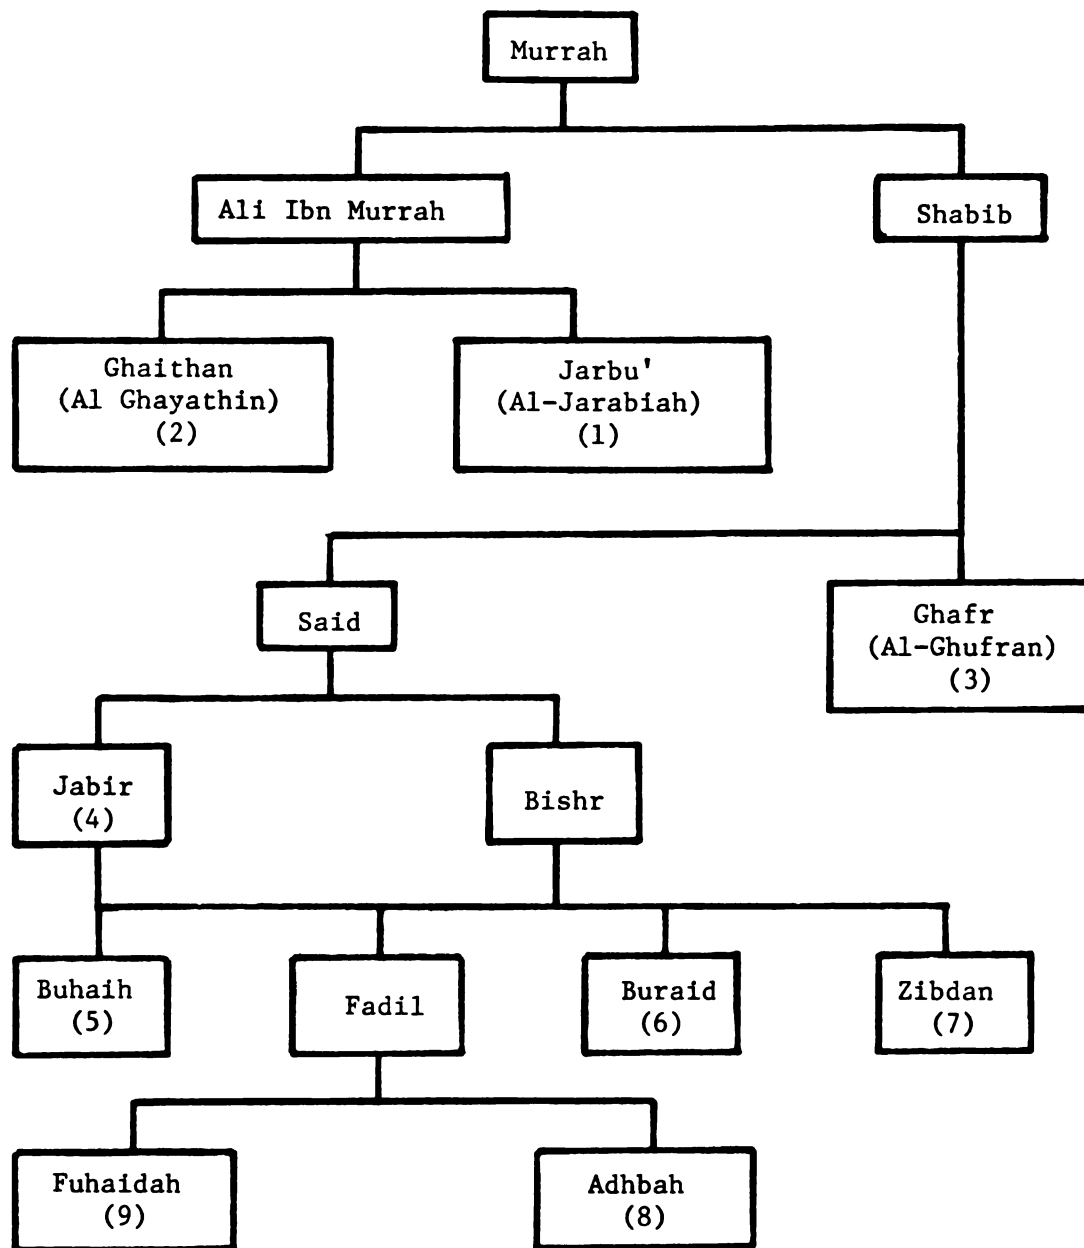 Murrah
Ali Ibn Murrah
Shabib
Ghaithan
(Al Ghayathin)
(2)
Jarbu'
(Al-Jarabiah)
(1)
Said
Ghafr
(Al-Ghufran)
(3)
Jabir
(4)
Bishr
Buhaih
(5)
Fadil
Buraid
(6)
Zibdan
(7)
Fuhaidah
(9)
Adhbah
(8)